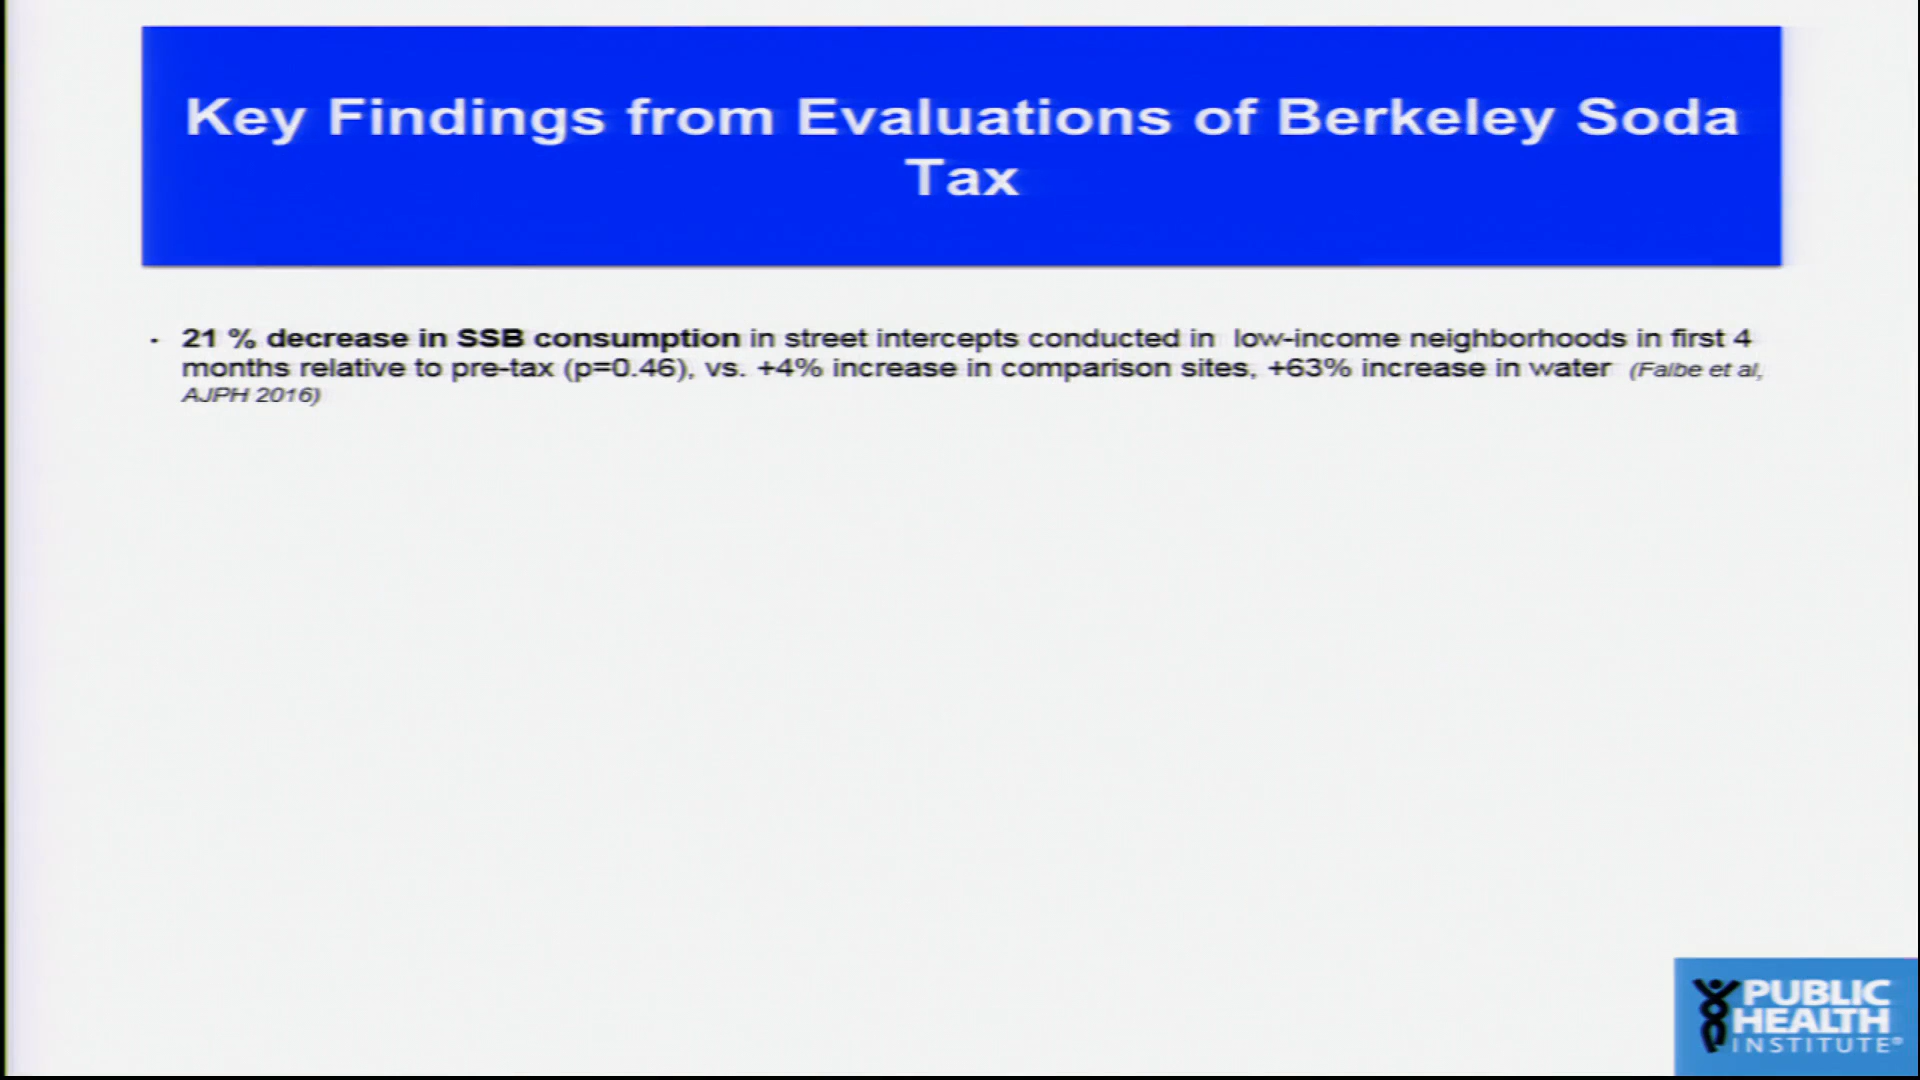 Key Findings from Evaluations of Berkeley Soda
Tax
· 21 % decrease in SSB consumption in street intercepts conducted in low-income neighborhoods in first 4
months relative to pre-tax (p=0.46), vs. +4% increase in comparison sites, +63% increase in water (Falbe et al,
AJPH 2016)
PUBLIC
HEALTH
INSTITUTE®